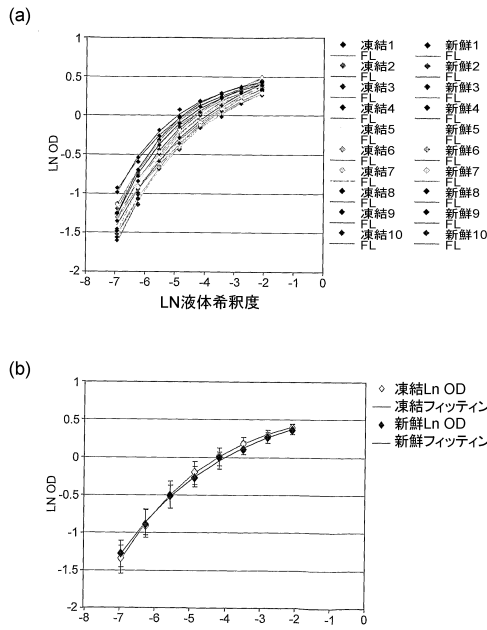 (a)
1
0.5
0
-0.5
-1
-1.5
-2
LN OD
-7 -6 -5 -4 -3 -2 -1 0
LN液体希釈度
凍結1 新鮮1
FL FL
凍結2 新鮮2
FL FL
凍結3 新鮮3
FL FL
凍結4 新鮮4
FL FL
凍結5 新鮮5
FL FL
凍結6 新鮮6
FL FL
凍結7 新鮮7
FL FL
凍結8 新鮮8
FL FL
凍結9 新鮮9
FL FL
凍結10 新鮮10
FL FL
(b)
1
0.5
0
-0.5
-1
-1.5
-2
LN OD
-8 -7 -6 -5 -4 -3 -2 -1 0
凍結Ln OD
凍結フィッティン
新鮮Ln OD
新鮮フィッティン